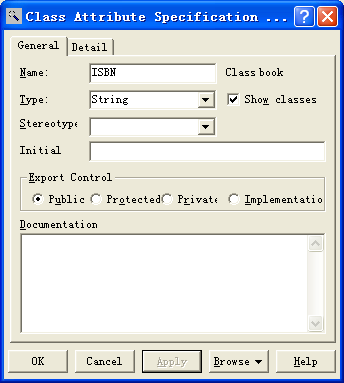 Class Attribute Specification ...
General Detail
Name: ISBN Class book
Type: String Show classes
Stereotype
Initial
Export Control
Public Protected Private Implementatio
Documentation
OK Cancel Apply Browse Help